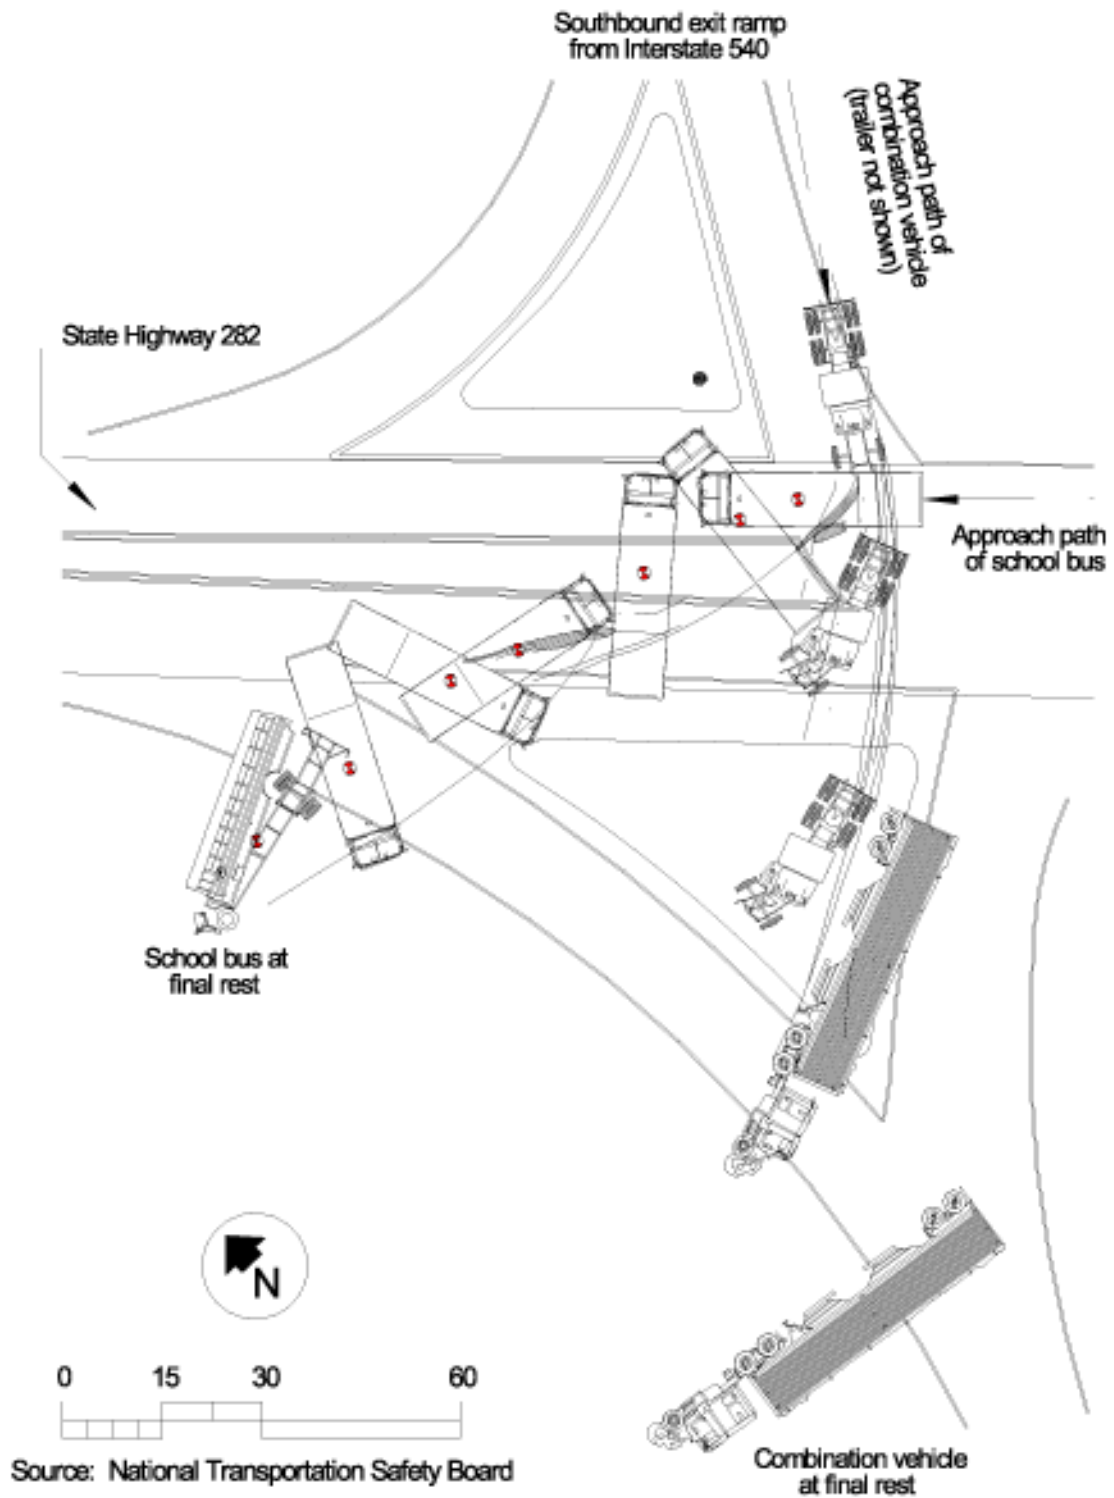 Southbound exit ramp
from Interstate 540
Approach path of
combination vehicle
(trailer not shown)
State Highway 282
Approach path
of school bus
School bus at
final rest
N
0 15 30 60
Source: National Transportation Safety Board
Combination vehicle
at final rest